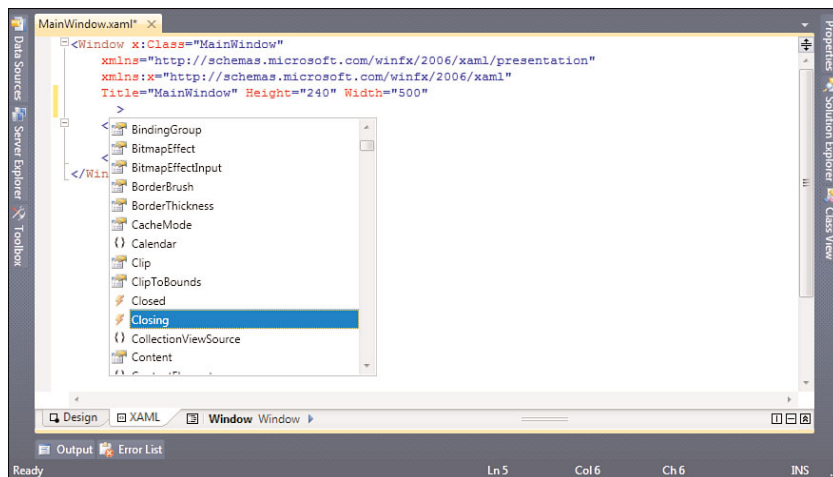 MainWindow.xaml* ×
<Window x:Class="MainWindow"
xmlns="http://schemas.microsoft.com/winfx/2006/xaml/presentation"
xmlns:x="http://schemas.microsoft.com/winfx/2006/xaml"
Title="MainWindow" Height="240" Width="500"
>
<
<
</Win
BindingGroup
BitmapEffect
BitmapEffectInput
BorderBrush
BorderThickness
CacheMode
{} Calendar
Clip
ClipToBounds
Closed
Closing
{} CollectionViewSource
Content
Data Sources
Server Explorer
Toolbox
Properties
Solution Explorer
Class View
Design
XAML
Window Window
Output
Error List
Ready
Ln 5
Col 6
Ch 6
INS